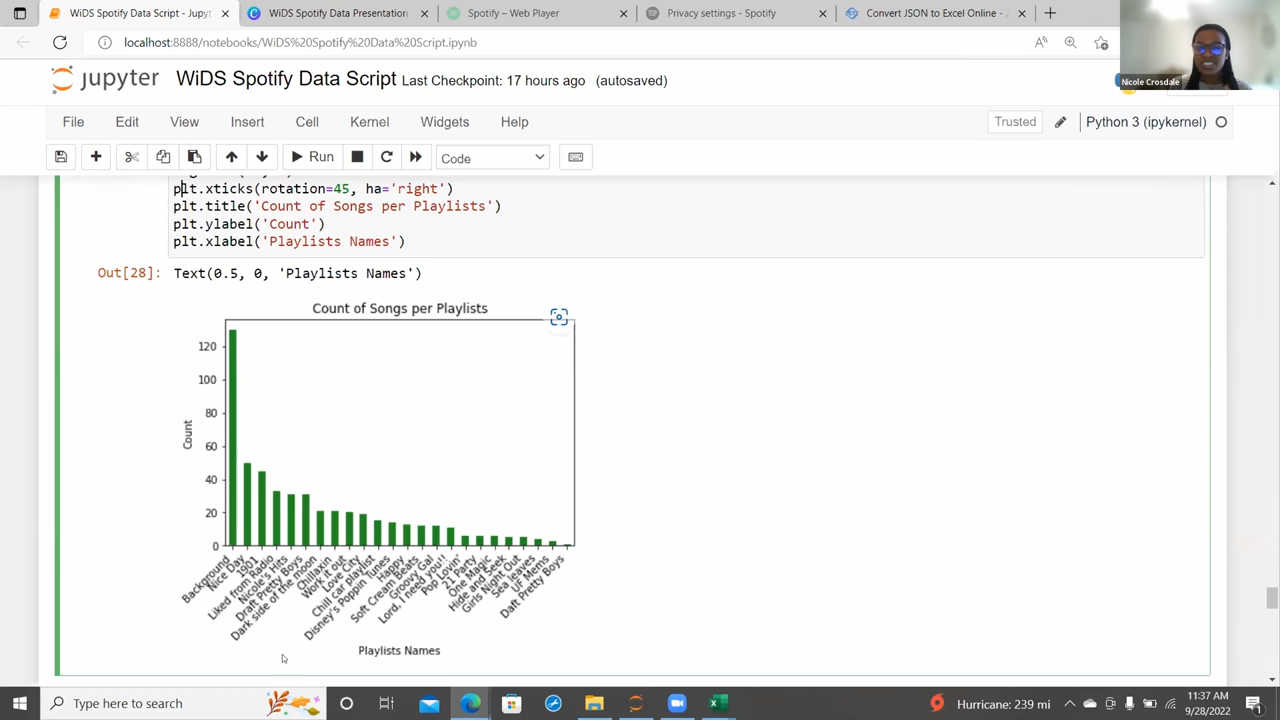 WiDS Spotify Data Script - Jupyt
WiDS Spotify Data Presentation
Spotify – Web Player
Privacy settings - Spotify
Convert JSON to Excel Online -
localhost:8888/notebooks/WiDS%20Spotify%20Data%20Script.ipynb
Nicole Crosdale
jupyter WiDS Spotify Data Script Last Checkpoint: 17 hours ago (autosaved)
File Edit View Insert Cell Kernel Widgets Help Trusted Python 3 (ipykernel)
Run Code
plt.xticks(rotation=45, ha='right')
plt.title('Count of Songs per Playlists')
plt.ylabel('Count')
plt.xlabel('Playlists Names')
Out[28]: Text(0.5, 0, 'Playlists Names')
Count of Songs per Playlists
120
100
80
60
40
20
0
Count
Background
Nice Day
1901
Liked from Radio
Nicole's Hits
Draft Pretty Boys
Dark side of the moon
Chillaxin
Work it out
Love City
Chill car playlist
Disney's Poppin Tunes
Happy
Soft Cream Beats
Groovy Gal
Lord, I need you!!
Pop Lovin'
21 Party
One Magic
Hide and Seek
Girls Night Out
Sea leaves
UF Mems
Daft Pretty Boys
Playlists Names
Type here to search
Hurricane: 239 mi
11:37 AM
9/28/2022
1